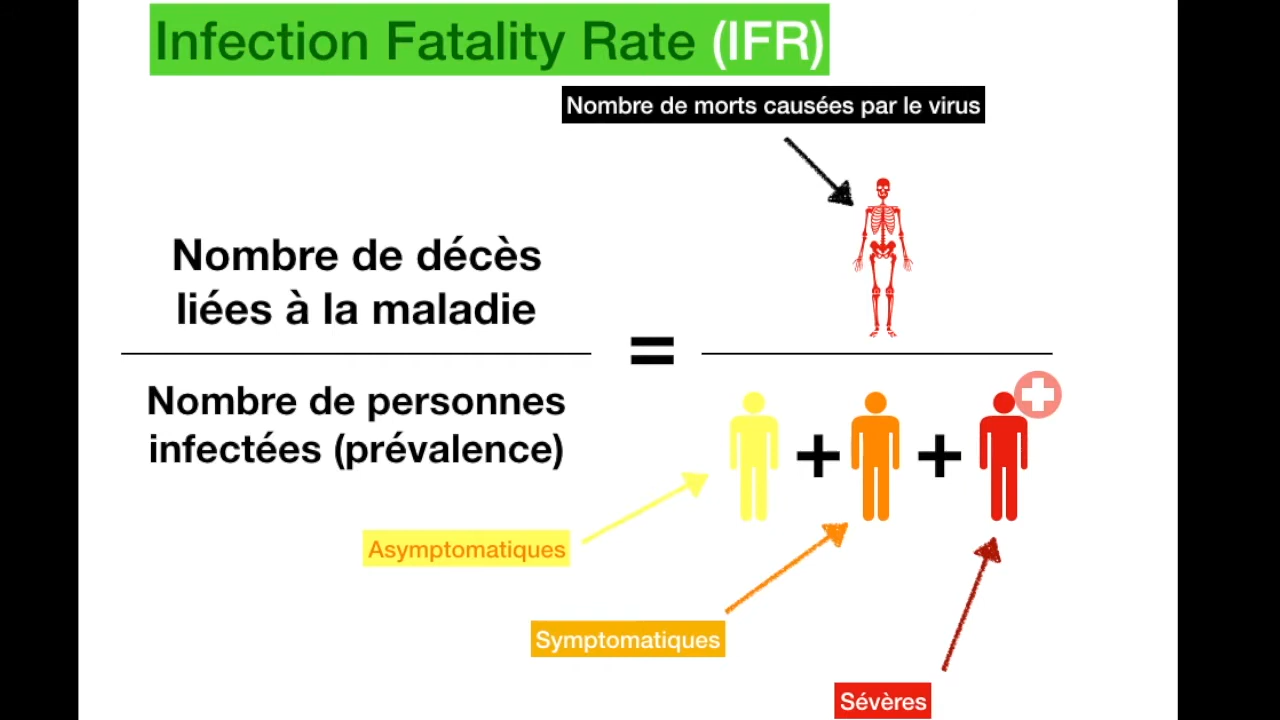 Infection Fatality Rate (IFR)
Nombre de morts causées par le virus
Nombre de décès
liées à la maladie
=
Nombre de personnes
infectées (prévalence)
+ +
Asymptomatiques
Symptomatiques
Sévères